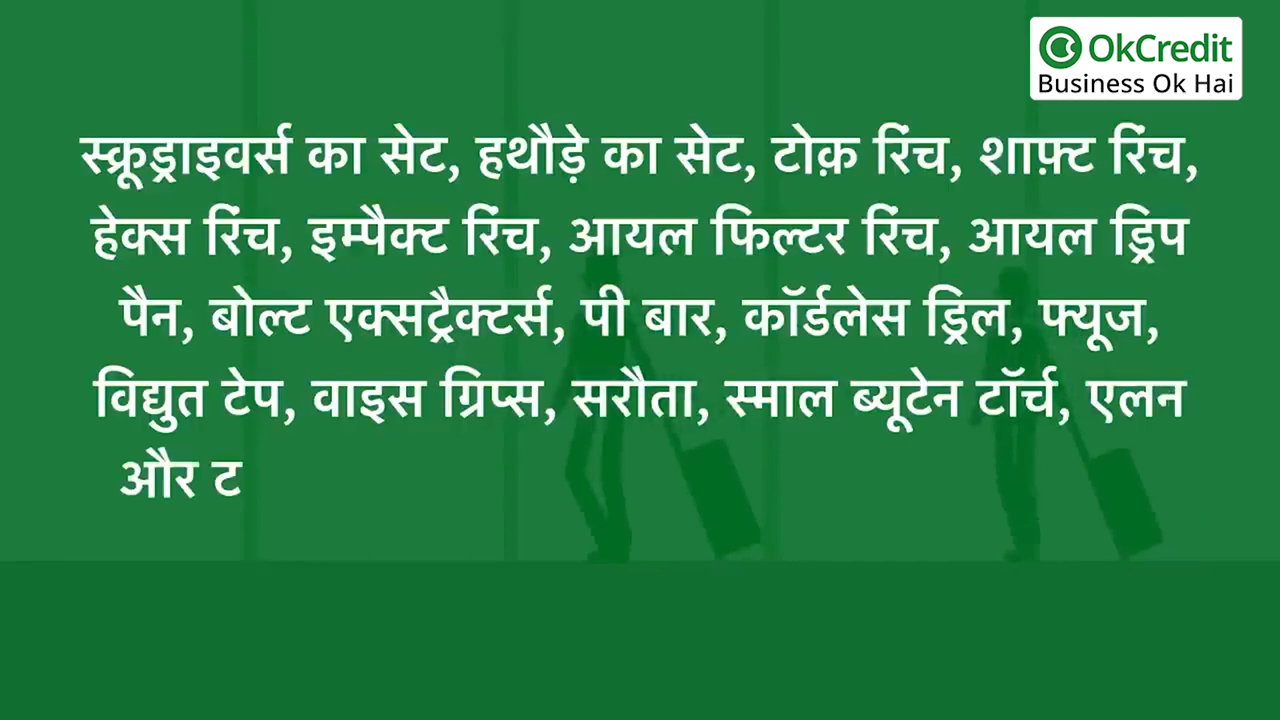 OkCredit
Business Ok Hai
स्क्रूड्राइवर्स का सेट, हथौड़े का सेट, टोक़ रिंच, शाफ़्ट रिंच,
हेक्स रिंच, इम्पैक्ट रिंच, आयल फिल्टर रिंच, आयल ड्रिप
पैन, बोल्ट एक्सट्रैक्टर्स, पी बार, कॉर्डलेस ड्रिल, फ्यूज,
विद्युत टेप, वाइस ग्रिप्स, सरौता, स्माल ब्यूटेन टॉर्च, एलन
और ट